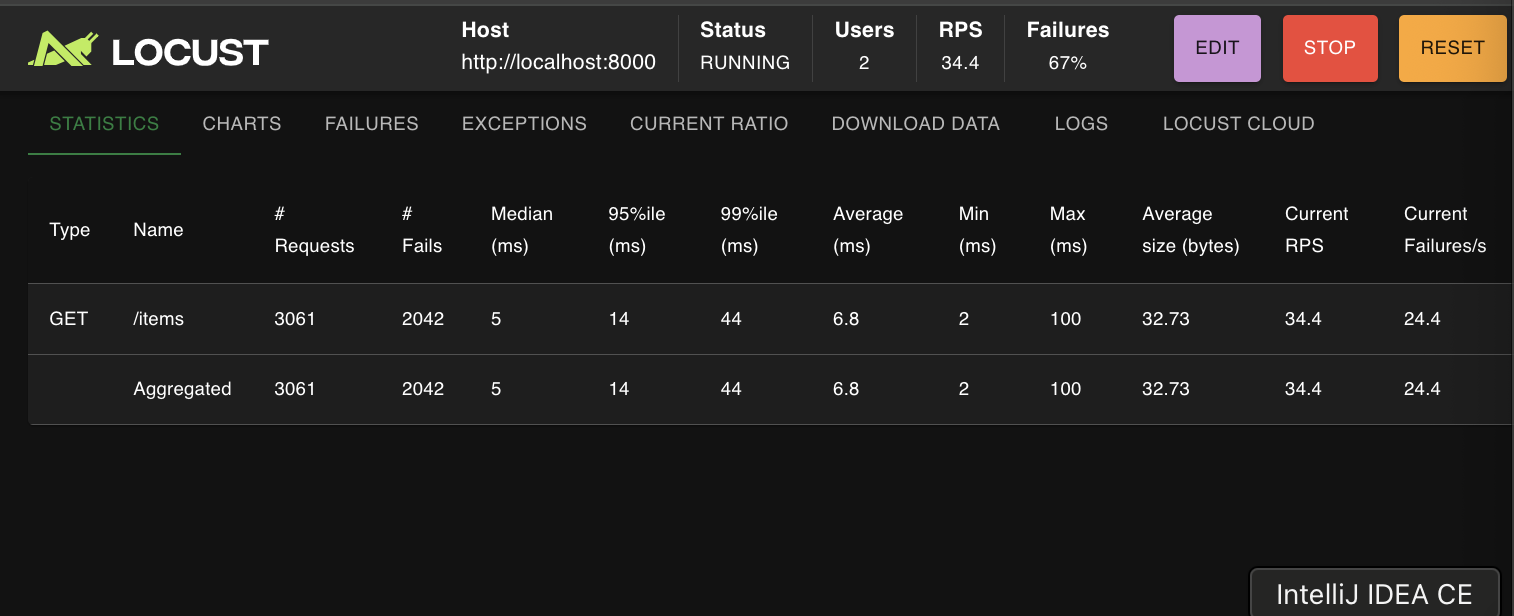 LOCUST
Host Status Users RPS Failures
http://localhost:8000 RUNNING 2 34.4 67%
EDIT STOP RESET
STATISTICS CHARTS FAILURES EXCEPTIONS CURRENT RATIO DOWNLOAD DATA LOGS LOCUST CLOUD
Type Name # Requests # Fails Median (ms) 95%ile (ms) 99%ile (ms) Average (ms) Min (ms) Max (ms) Average size (bytes) Current RPS Current Failures/s
GET /items 3061 2042 5 14 44 6.8 2 100 32.73 34.4 24.4
Aggregated 3061 2042 5 14 44 6.8 2 100 32.73 34.4 24.4
IntelliJ IDEA CE